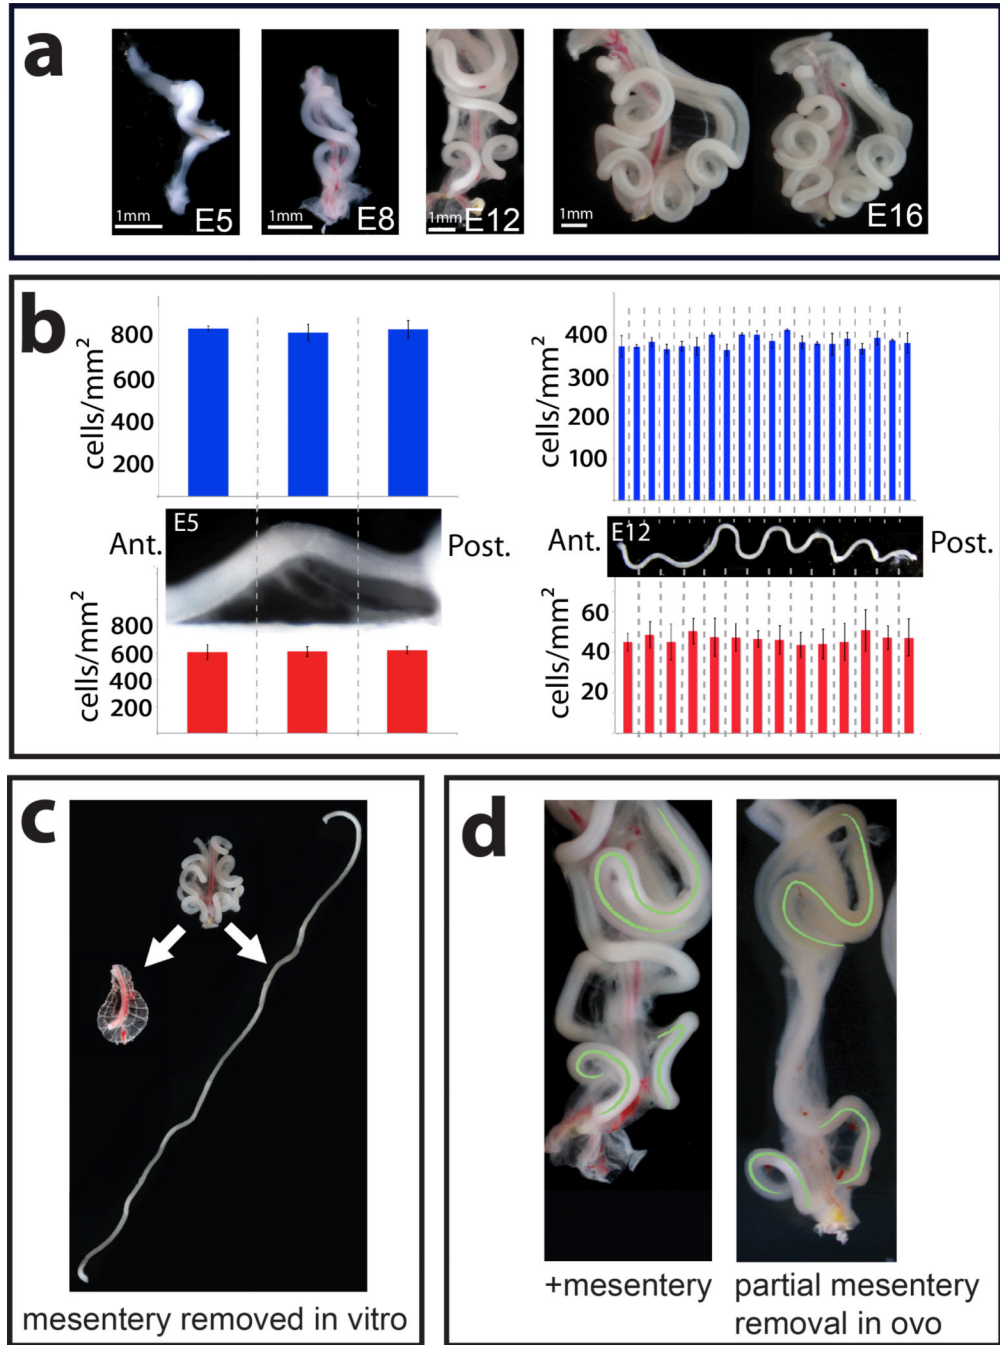 a
1mm E5
1mm E8
1mm E12
1mm E16
b
cells/mm²
800
600
400
200
cells/mm²
400
300
200
100
Ant. E5 Post.
Ant. E12 Post.
cells/mm²
800
600
400
200
cells/mm²
60
40
20
c
mesentery removed in vitro
d
+mesentery
partial mesentery
removal in ovo